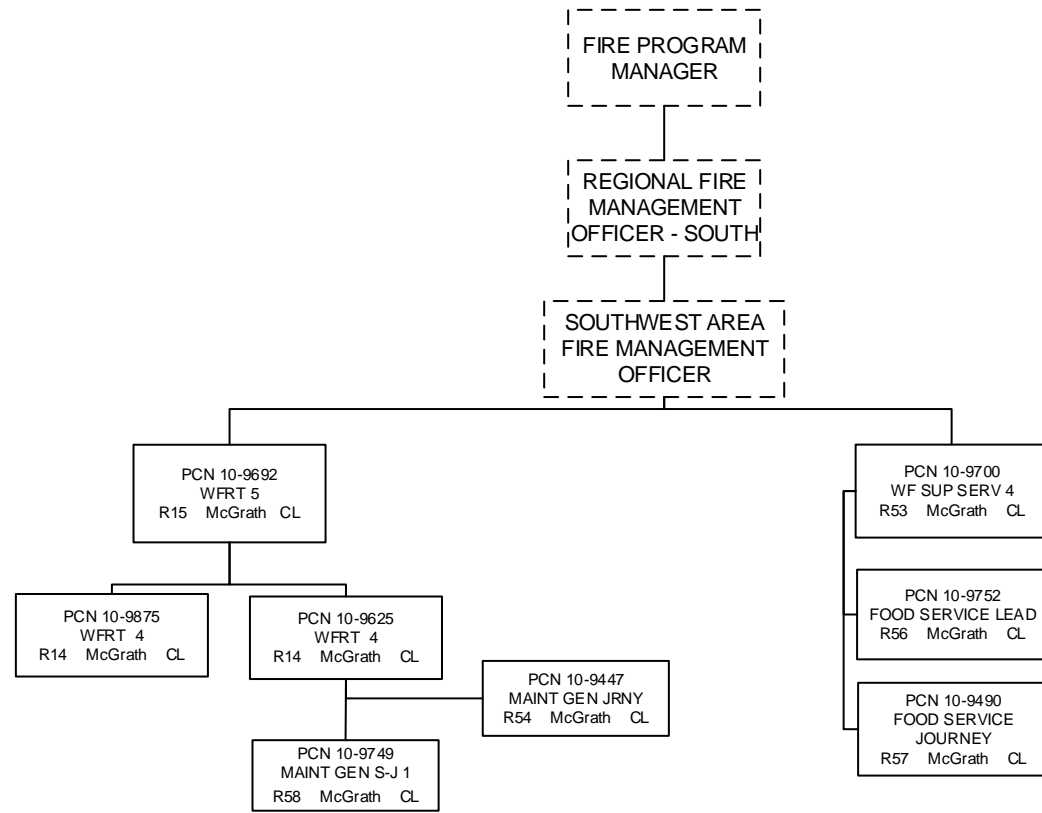 FIRE PROGRAM
MANAGER
REGIONAL FIRE
MANAGEMENT
OFFICER - SOUTH
SOUTHWEST AREA
FIRE MANAGEMENT
OFFICER
PCN 10-9692
WFRT 5
R15 McGrath CL
PCN 10-9700
WF SUP SERV 4
R53 McGrath CL
PCN 10-9875
WFRT 4
R14 McGrath CL
PCN 10-9625
WFRT 4
R14 McGrath CL
PCN 10-9752
FOOD SERVICE LEAD
R56 McGrath CL
PCN 10-9447
MAINT GEN JRNY
R54 McGrath CL
PCN 10-9490
FOOD SERVICE
JOURNEY
R57 McGrath CL
PCN 10-9749
MAINT GEN S-J 1
R58 McGrath CL